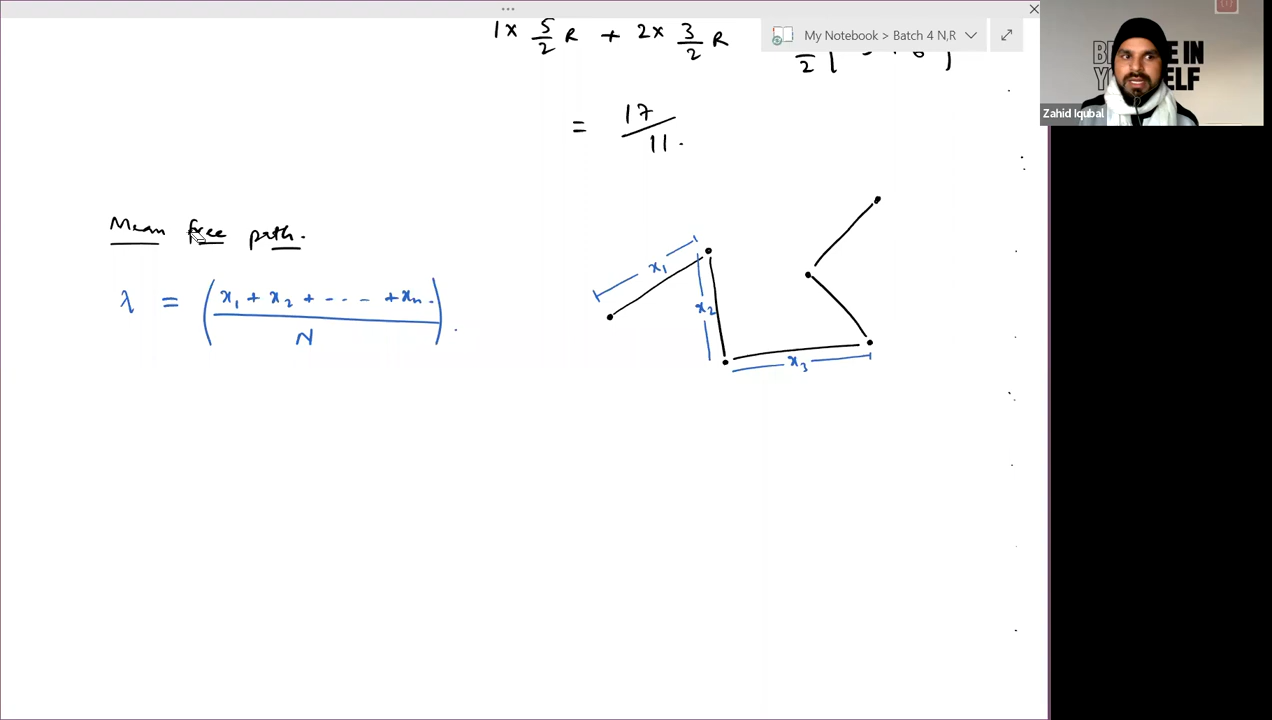 1 × 5/2 R + 2 × 3/2 R
My Notebook > Batch 4 N,R
2
= 17/11.
Zahid Iqubal
Mean free path.
λ = (x₁ + x₂ + ---- + xₙ. / N).
x₁
x₂
x₃